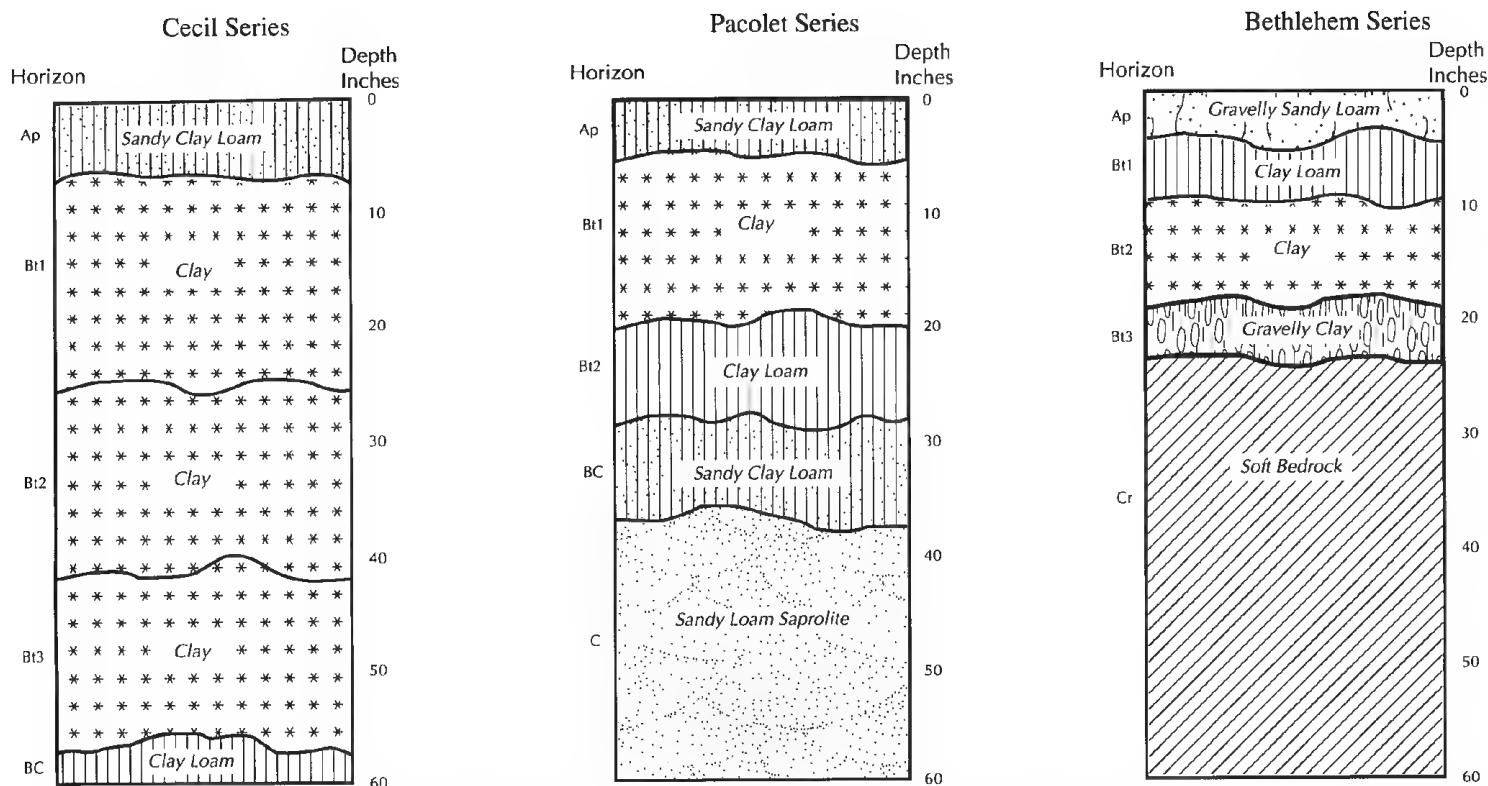 Cecil Series
Horizon
Depth
Inches
0
Ap
Sandy Clay Loam
10
Bt1
Clay
20
30
Bt2
Clay
40
50
Bt3
Clay
BC
Clay Loam
60
Pacolet Series
Horizon
Depth
Inches
0
Ap
Sandy Clay Loam
10
Bt1
Clay
20
Bt2
Clay Loam
30
BC
Sandy Clay Loam
40
C
Sandy Loam Saprolite
50
60
Bethlehem Series
Horizon
Depth
Inches
0
Ap
Gravelly Sandy Loam
Bt1
Clay Loam
10
Bt2
Clay
20
Bt3
Gravelly Clay
30
Soft Bedrock
Cr
40
50
60